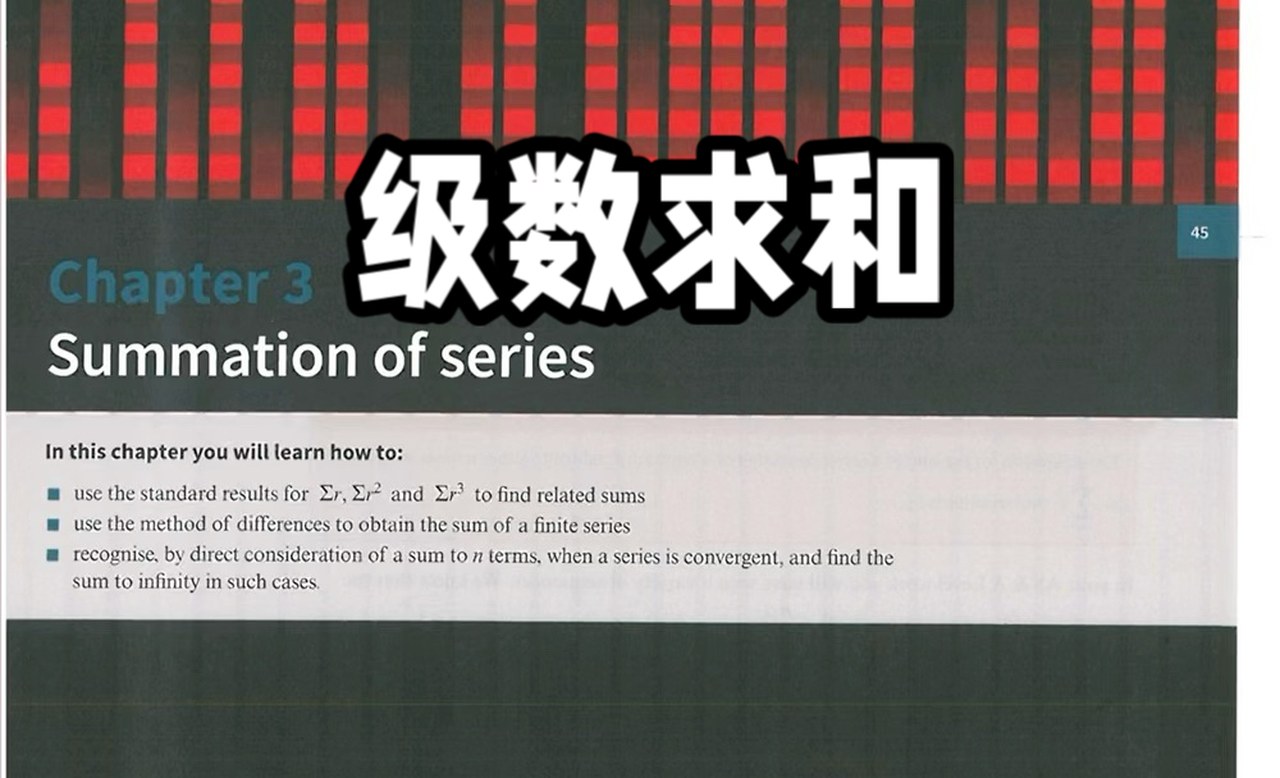 级数求和
45
Chapter 3
Summation of series
In this chapter you will learn how to:
■ use the standard results for Σr, Σr² and Σr³ to find related sums
■ use the method of differences to obtain the sum of a finite series
■ recognise, by direct consideration of a sum to n terms, when a series is convergent, and find the
sum to infinity in such cases.